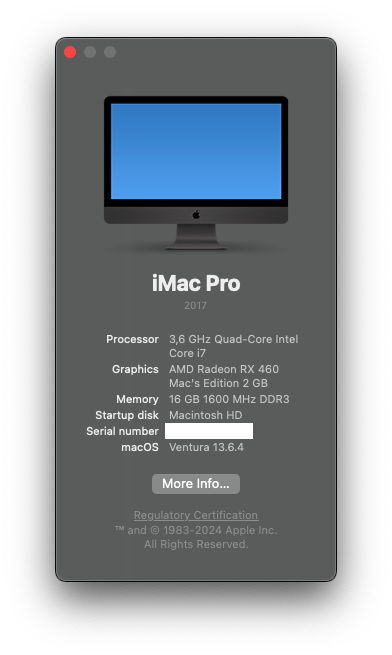 iMac Pro
2017
Processor 3,6 GHz Quad-Core Intel
Core i7
Graphics AMD Radeon RX 460
Mac's Edition 2 GB
Memory 16 GB 1600 MHz DDR3
Startup disk Macintosh HD
Serial number
macOS Ventura 13.6.4
More Info...
Regulatory Certification
™ and © 1983-2024 Apple Inc.
All Rights Reserved.